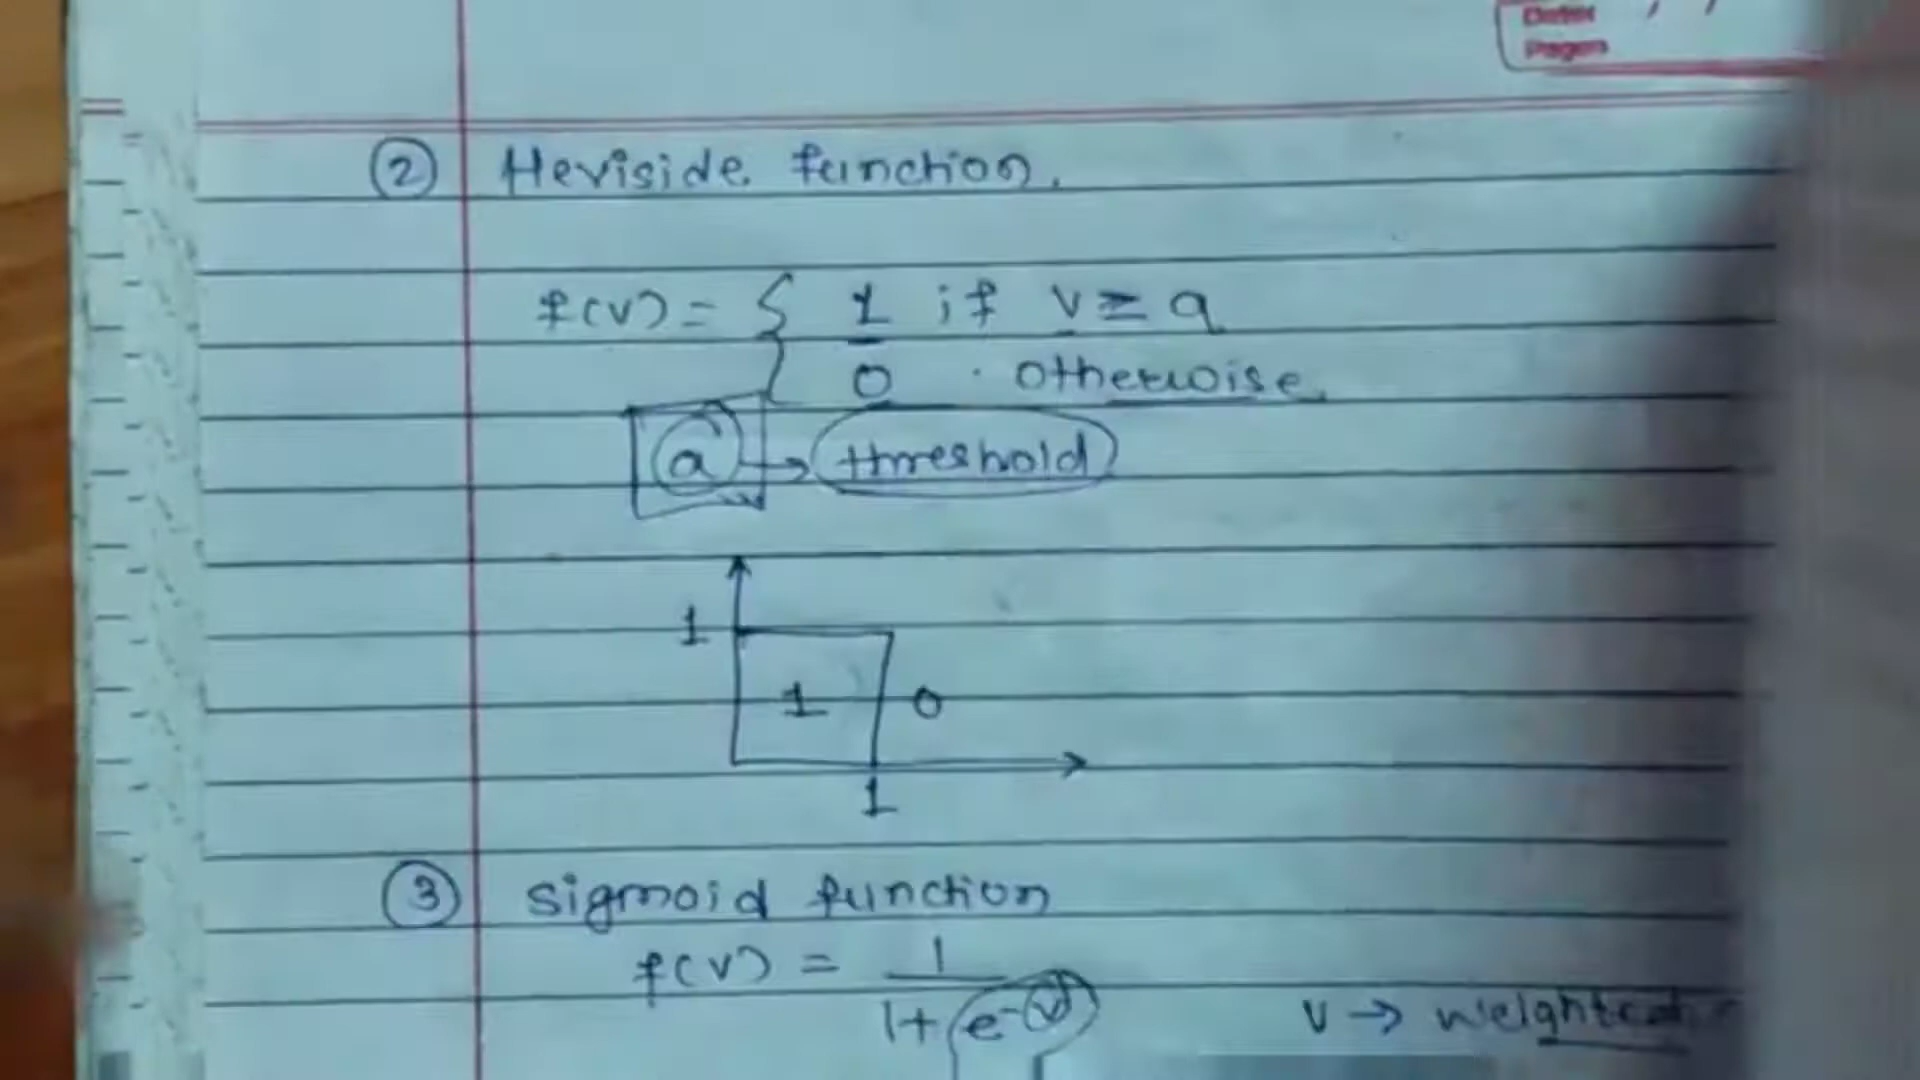 Date:
Pages
② Heviside function.
f(v) = { 1 if v ≥ a
0 . otherwise.
a → threshold
1
1 0
1
③ sigmoid function
f(v) = 1 / 1 + e^-v
v → weighted